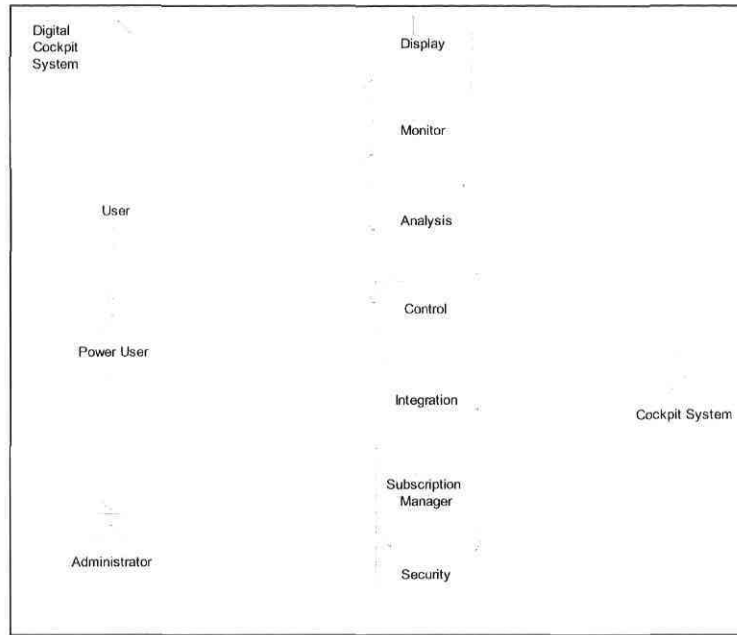 Digital
Cockpit
System
Display
Monitor
User
Analysis
Control
Power User
Integration
Cockpit System
Subscription
Manager
Administrator
Security